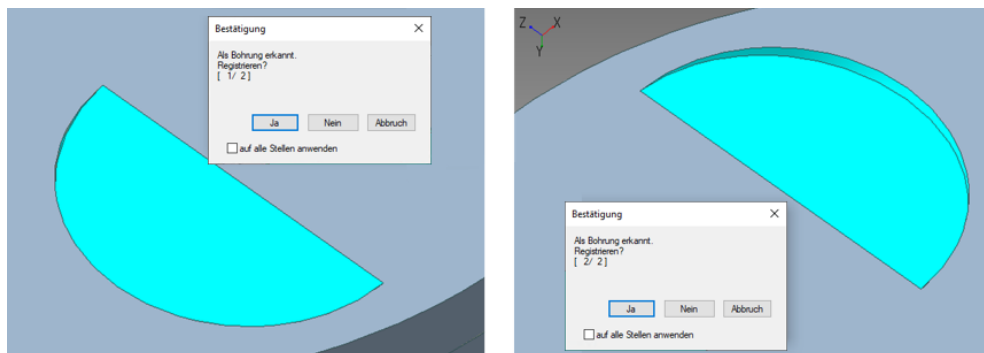 Bestätigung
Als Bohrung erkannt.
Registrieren?
[ 1/ 2]
Ja Nein Abbruch
auf alle Stellen anwenden
Z X
Y
Bestätigung
Als Bohrung erkannt.
Registrieren?
[ 2/ 2]
Ja Nein Abbruch
auf alle Stellen anwenden